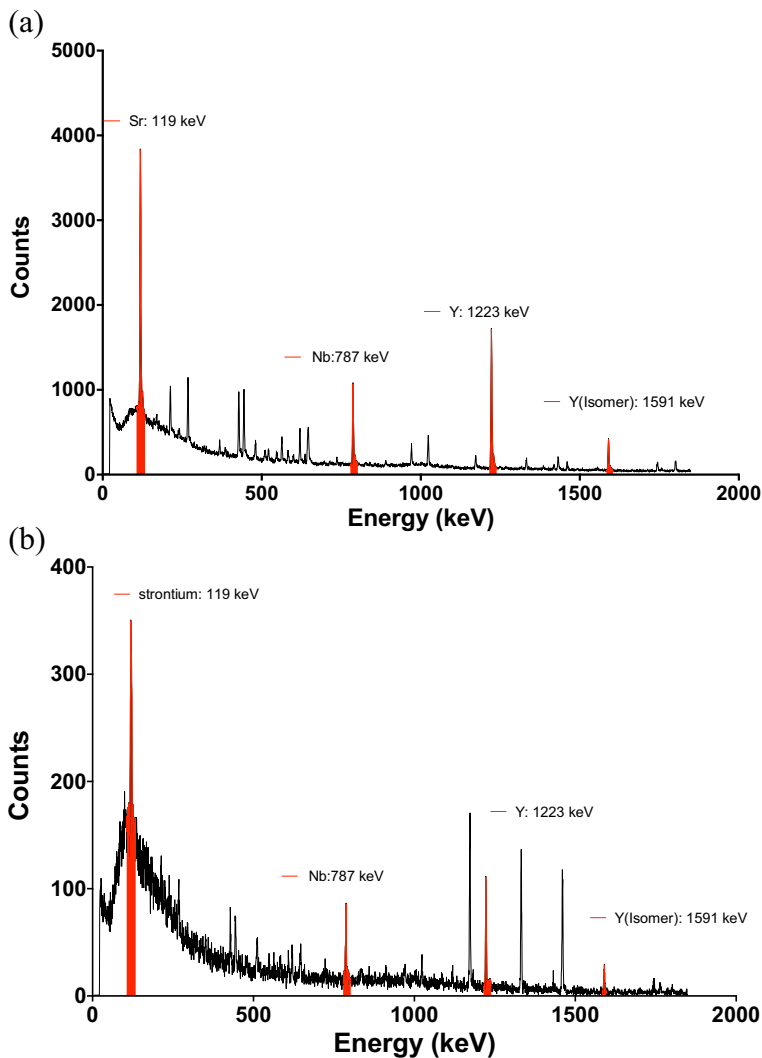 (a)
5000
4000
3000
2000
1000
0
Counts
Sr: 119 keV
Nb:787 keV
Y: 1223 keV
Y(Isomer): 1591 keV
0 500 1000 1500 2000
Energy (keV)
(b)
400
300
200
100
0
Counts
strontium: 119 keV
Nb:787 keV
Y: 1223 keV
Y(Isomer): 1591 keV
0 500 1000 1500 2000
Energy (keV)